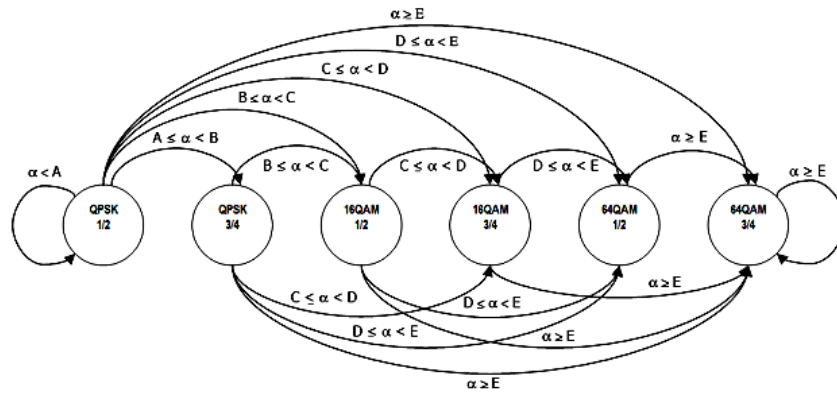 α ≥ E
D ≤ α < E
C ≤ α < D
B ≤ α < C
A ≤ α < B
B ≤ α < C
C ≤ α < D
D ≤ α < E
α ≥ E
α < A
α ≥ E
QPSK
1/2
QPSK
3/4
16QAM
1/2
16QAM
3/4
64QAM
1/2
64QAM
3/4
C ≤ α < D
D ≤ α < E
α ≥ E
D ≤ α < E
α ≥ E
α ≥ E